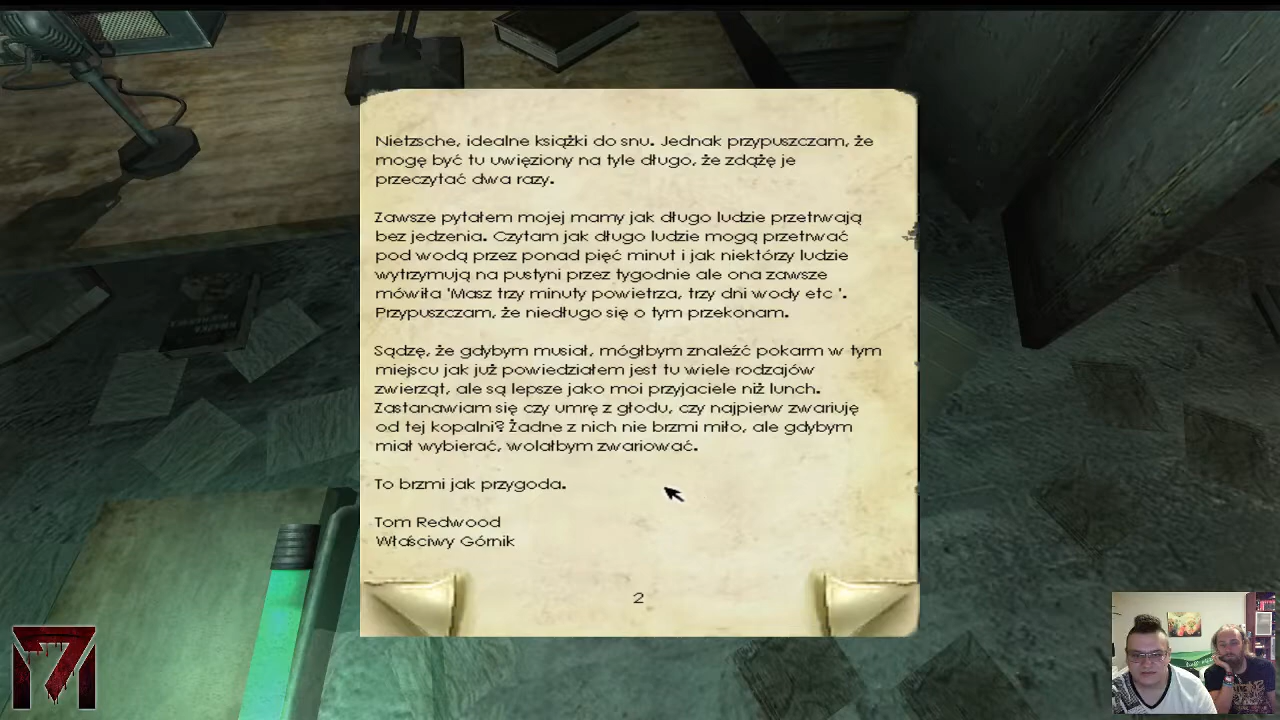 Nietzsche, idealne książki do snu. Jednak przypuszczam, że
mogę być tu uwięziony na tyle długo, że zdążę je
przeczytać dwa razy.
Zawsze pytałem mojej mamy jak długo ludzie przetrwają
bez jedzenia. Czytam jak długo ludzie mogą przetrwać
pod wodą przez ponad pięć minut i jak niektórzy ludzie
wytrzymują na pustyni przez tygodnie ale ona zawsze
mówiła 'Masz trzy minuty powietrza, trzy dni wody etc '.
Przypuszczam, że niedługo się o tym przekonam.
Sądzę, że gdybym musiał, mógłbym znaleźć pokarm w tym
miejscu jak już powiedziałem jest tu wiele rodzajów
zwierząt, ale są lepsze jako moi przyjaciele niż lunch.
Zastanawiam się czy umrę z głodu, czy najpierw zwariuję
od tej kopalni? Żadne z nich nie brzmi miło, ale gdybym
miał wybierać, wolałbym zwariować.
To brzmi jak przygoda.
Tom Redwood
Właściwy Górnik
2